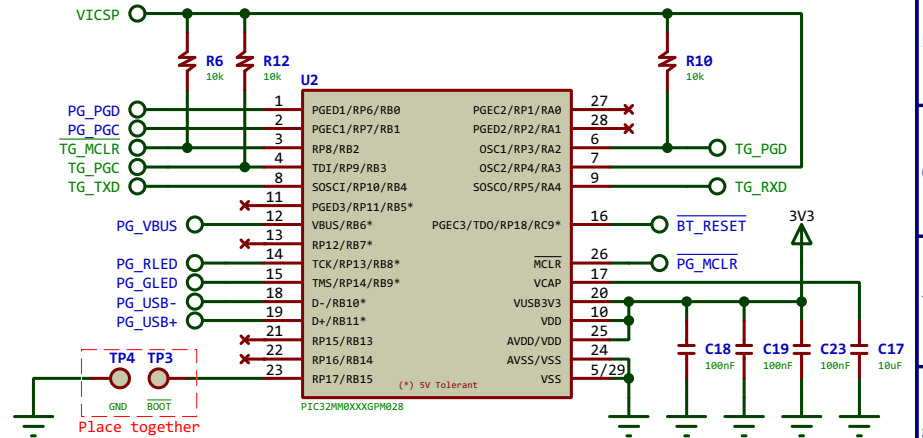 VICSP
R6
10k
R12
10k
R10
10k
U2
PG_PGD
1
PGED1/RP6/RB0
PGEC2/RP1/RA0
27
PG_PGC
2
PGEC1/RP7/RB1
PGED2/RP2/RA1
28
TG_MCLR
3
RP8/RB2
OSC1/RP3/RA2
6
TG_PGD
TG_PGC
4
TDI/RP9/RB3
OSC2/RP4/RA3
7
TG_TXD
8
SOSCI/RP10/RB4
SOSCO/RP5/RA4
9
TG_RXD
11
PGED3/RP11/RB5*
PG_VBUS
12
VBUS/RB6*
PGEC3/TDO/RP18/RC9*
16
BT_RESET
3V3
13
RP12/RB7*
PG_RLED
14
TCK/RP13/RB8*
MCLR
26
PG_MCLR
PG_GLED
15
TMS/RP14/RB9*
VCAP
17
PG_USB-
18
D-/RB10*
VUSB3V3
20
PG_USB+
19
D+/RB11*
VDD
10
21
RP15/RB13
AVDD/VDD
25
22
RP16/RB14
AVSS/VSS
24
23
RP17/RB15
VSS
5/29
(*) 5V Tolerant
PIC32MM0XXXGPM028
C18
100nF
C19
100nF
C23
100nF
C17
10uF
TP4
TP3
GND
BOOT
Place together